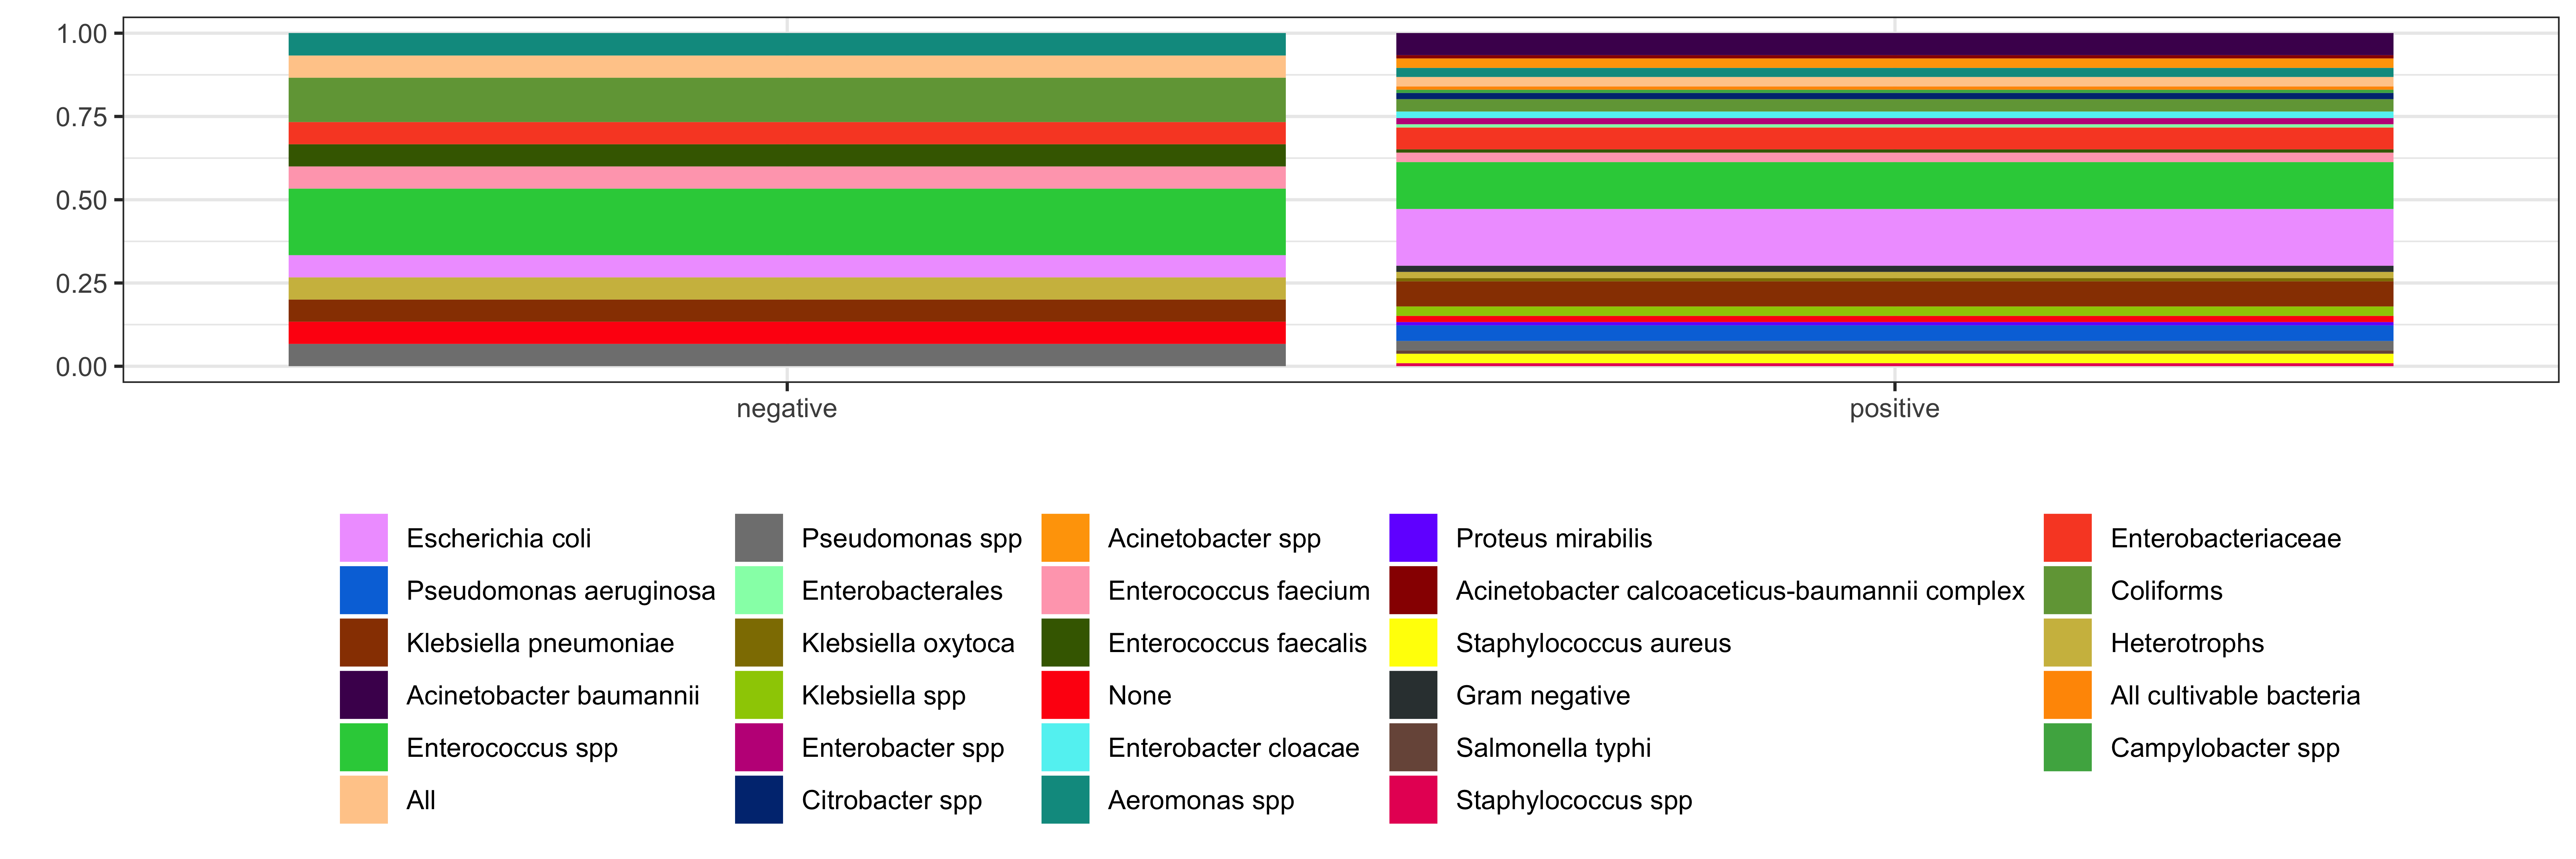 1.00
0.75
0.50
0.25
0.00
negative positive
Escherichia coli Pseudomonas spp Acinetobacter spp Proteus mirabilis Enterobacteriaceae
Pseudomonas aeruginosa Enterobacterales Enterococcus faecium Acinetobacter calcoaceticus-baumannii complex Coliforms
Klebsiella pneumoniae Klebsiella oxytoca Enterococcus faecalis Staphylococcus aureus Heterotrophs
Acinetobacter baumannii Klebsiella spp None Gram negative All cultivable bacteria
Enterococcus spp Enterobacter spp Enterobacter cloacae Salmonella typhi Campylobacter spp
All Citrobacter spp Aeromonas spp Staphylococcus spp